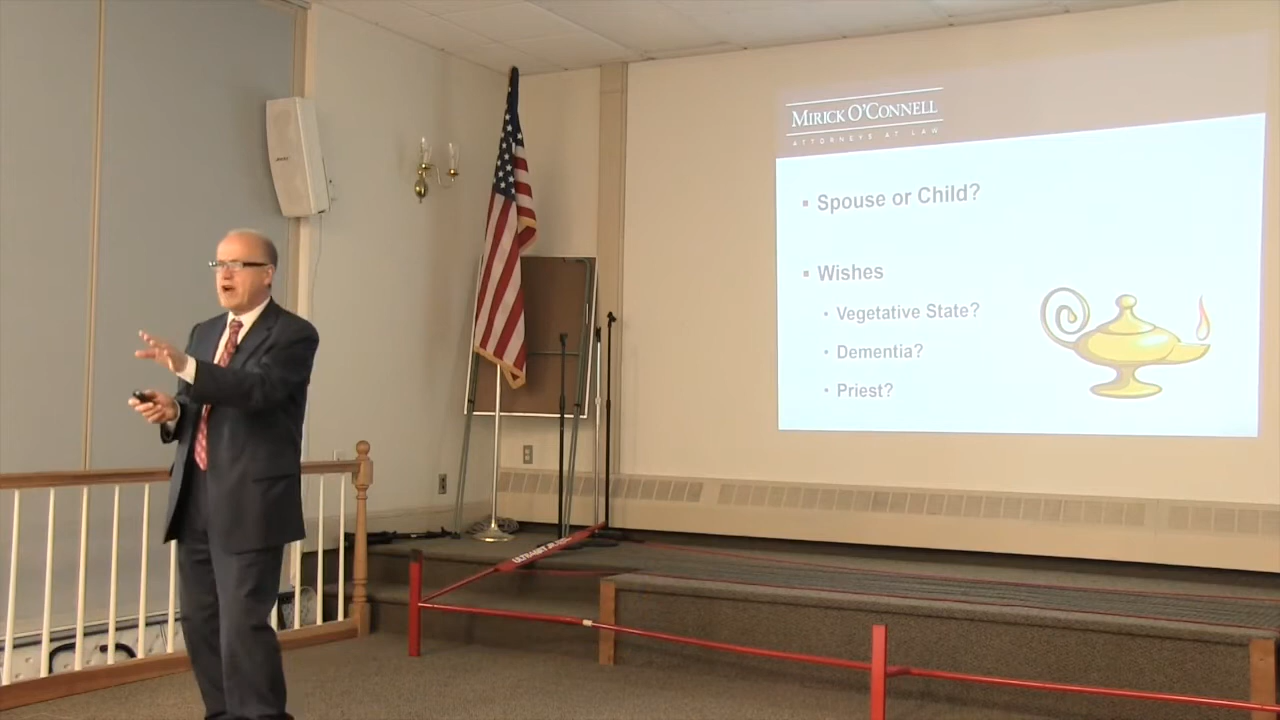 MIRICK O'CONNELL
ATTORNEYS AT LAW
▪ Spouse or Child?
▪ Wishes
• Vegetative State?
• Dementia?
• Priest?